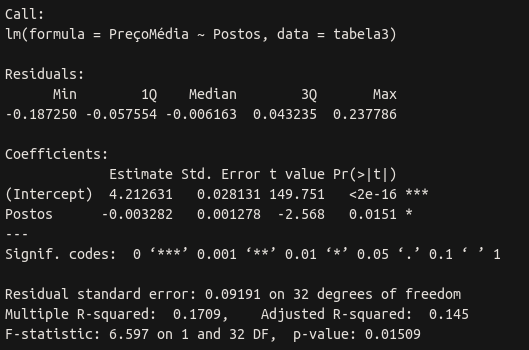 Call:
lm(formula = PreçoMédia ~ Postos, data = tabela3)

Residuals:
      Min        1Q    Median        3Q       Max
-0.187250 -0.057554 -0.006163  0.043235  0.237786

Coefficients:
             Estimate Std. Error t value Pr(>|t|)
(Intercept)  4.212631   0.028131 149.751   <2e-16 ***
Postos      -0.003282   0.001278  -2.568   0.0151 *
---
Signif. codes:  0 ‘***’ 0.001 ‘**’ 0.01 ‘*’ 0.05 ‘.’ 0.1 ‘ ’ 1

Residual standard error: 0.09191 on 32 degrees of freedom
Multiple R-squared:  0.1709,    Adjusted R-squared:  0.145
F-statistic: 6.597 on 1 and 32 DF,  p-value: 0.01509